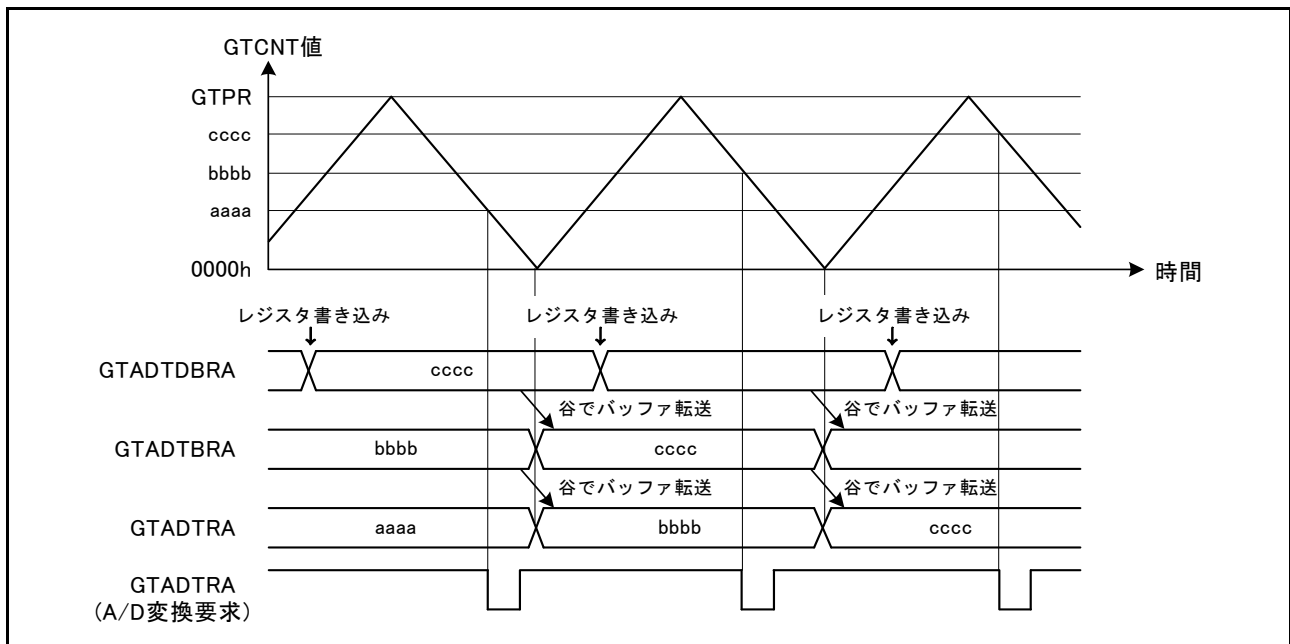 GTCNT値
GTPR
cccc
bbbb
aaaa
0000h
時間
レジスタ書き込み レジスタ書き込み レジスタ書き込み
GTADTDBRA cccc
谷でバッファ転送 谷でバッファ転送
GTADTBRA bbbb cccc
谷でバッファ転送 谷でバッファ転送
GTADTRA aaaa bbbb cccc
GTADTRA
(A/D変換要求)